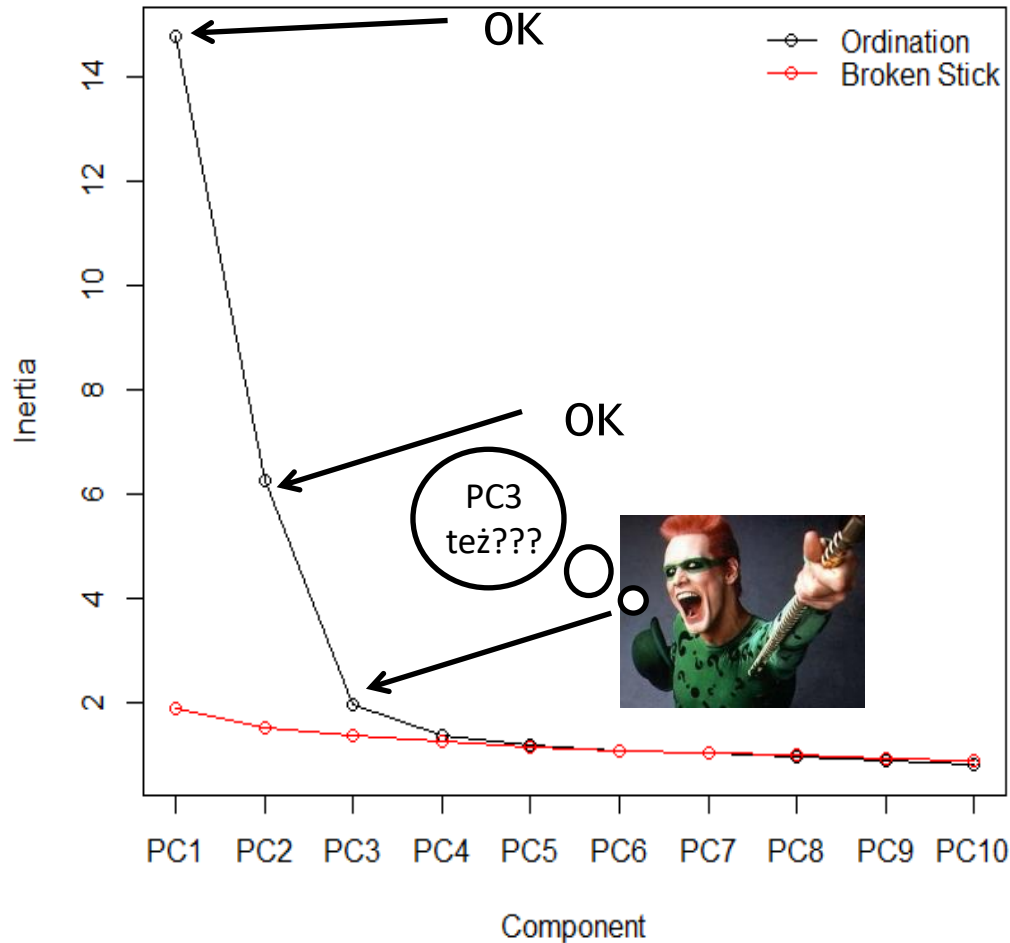 OK
Ordination
Broken Stick
14
12
10
8
6
4
2
Inertia
OK
PC3
też???
PC1 PC2 PC3 PC4 PC5 PC6 PC7 PC8 PC9 PC10
Component